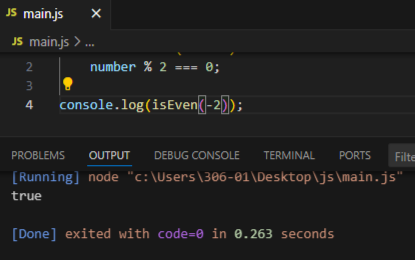 JS main.js ×
JS main.js > ...
2 number % 2 === 0;
3
4 console.log(isEven(-2));
PROBLEMS OUTPUT DEBUG CONSOLE TERMINAL PORTS Filte
[Running] node "c:\Users\306-01\Desktop\js\main.js"
true
[Done] exited with code=0 in 0.263 seconds